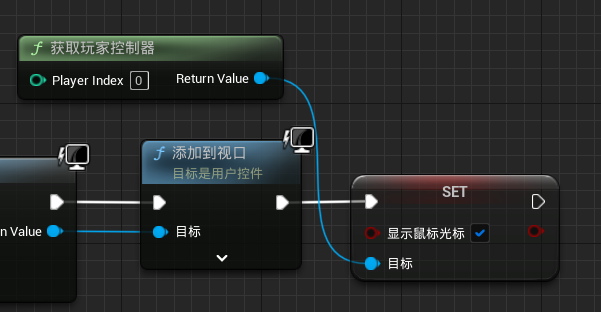 f 获取玩家控制器
Player Index 0
Return Value
f 添加到视口
目标是用户控件
目标
n Value
SET
显示鼠标光标
目标